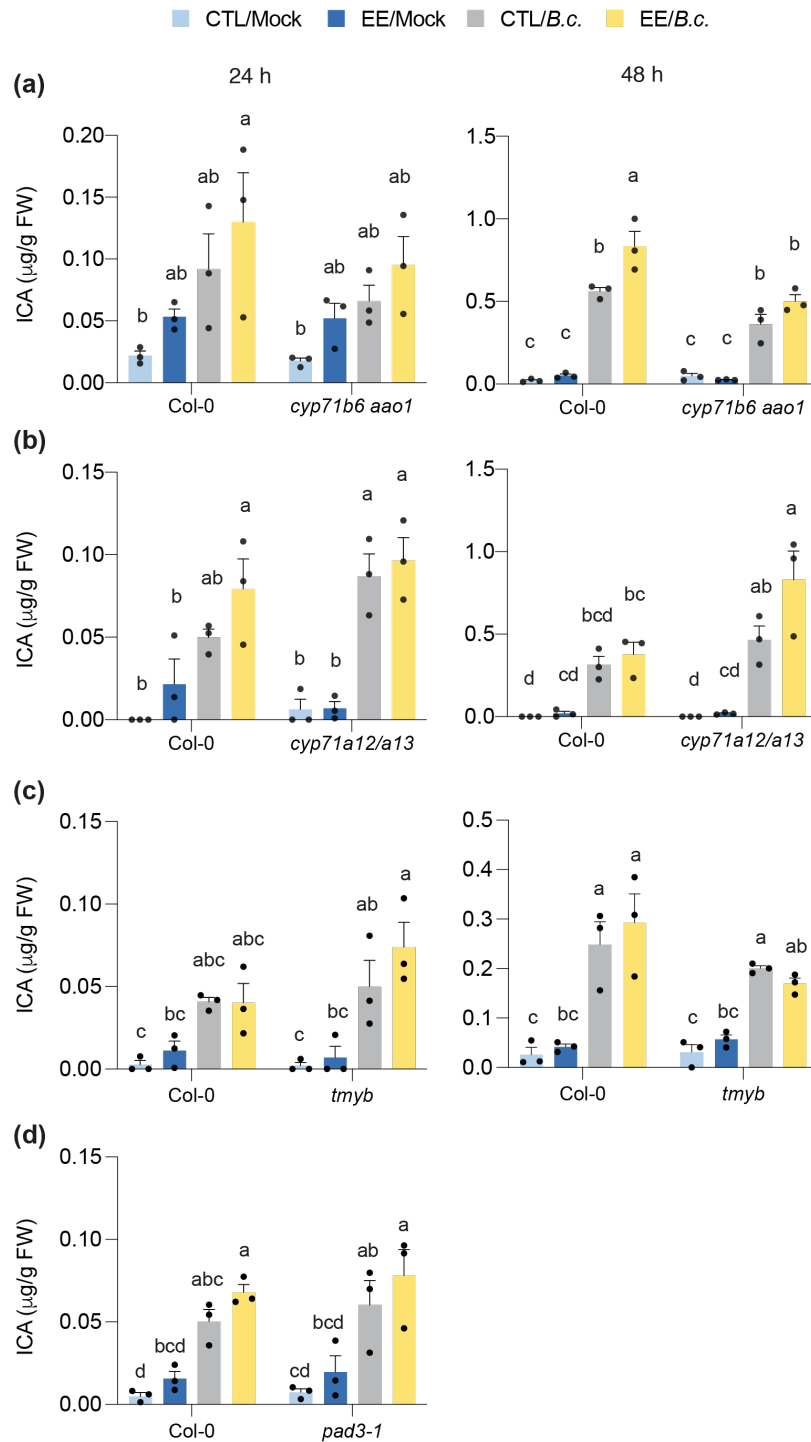 CTL/Mock EE/Mock CTL/B.c. EE/B.c.
24 h 48 h
(a)
ICA (µg/g FW)
0.20
0.15
0.10
0.05
0.00
b ab ab a b ab ab ab
Col-0 cyp71b6 aao1
1.5
1.0
0.5
0.0
c c b a c c b b
Col-0 cyp71b6 aao1
(b)
ICA (µg/g FW)
0.15
0.10
0.05
0.00
b b ab a b b a a
Col-0 cyp71a12/a13
1.5
1.0
0.5
0.0
d cd bcd bc d cd ab a
Col-0 cyp71a12/a13
(c)
ICA (µg/g FW)
0.15
0.10
0.05
0.00
c bc abc abc c bc ab a
Col-0 tmyb
0.5
0.4
0.3
0.2
0.1
0.0
c bc a a c bc a ab
Col-0 tmyb
(d)
ICA (µg/g FW)
0.15
0.10
0.05
0.00
d bcd abc a cd bcd ab a
Col-0 pad3-1